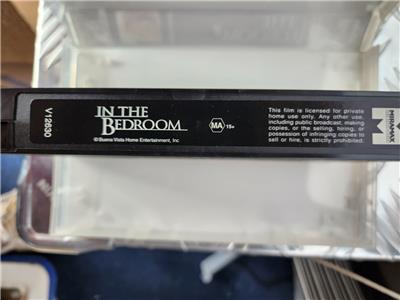 V12630
IN THE
BEDROOM
© Buena Vista Home Entertainment, Inc
MA 15+
This film is licensed for private
home use only. Any other use,
including public broadcast, making
copies, or the selling, hiring, or
possession of infringing copies to
sell or hire, is strictly prohibited.
MIRAMAX